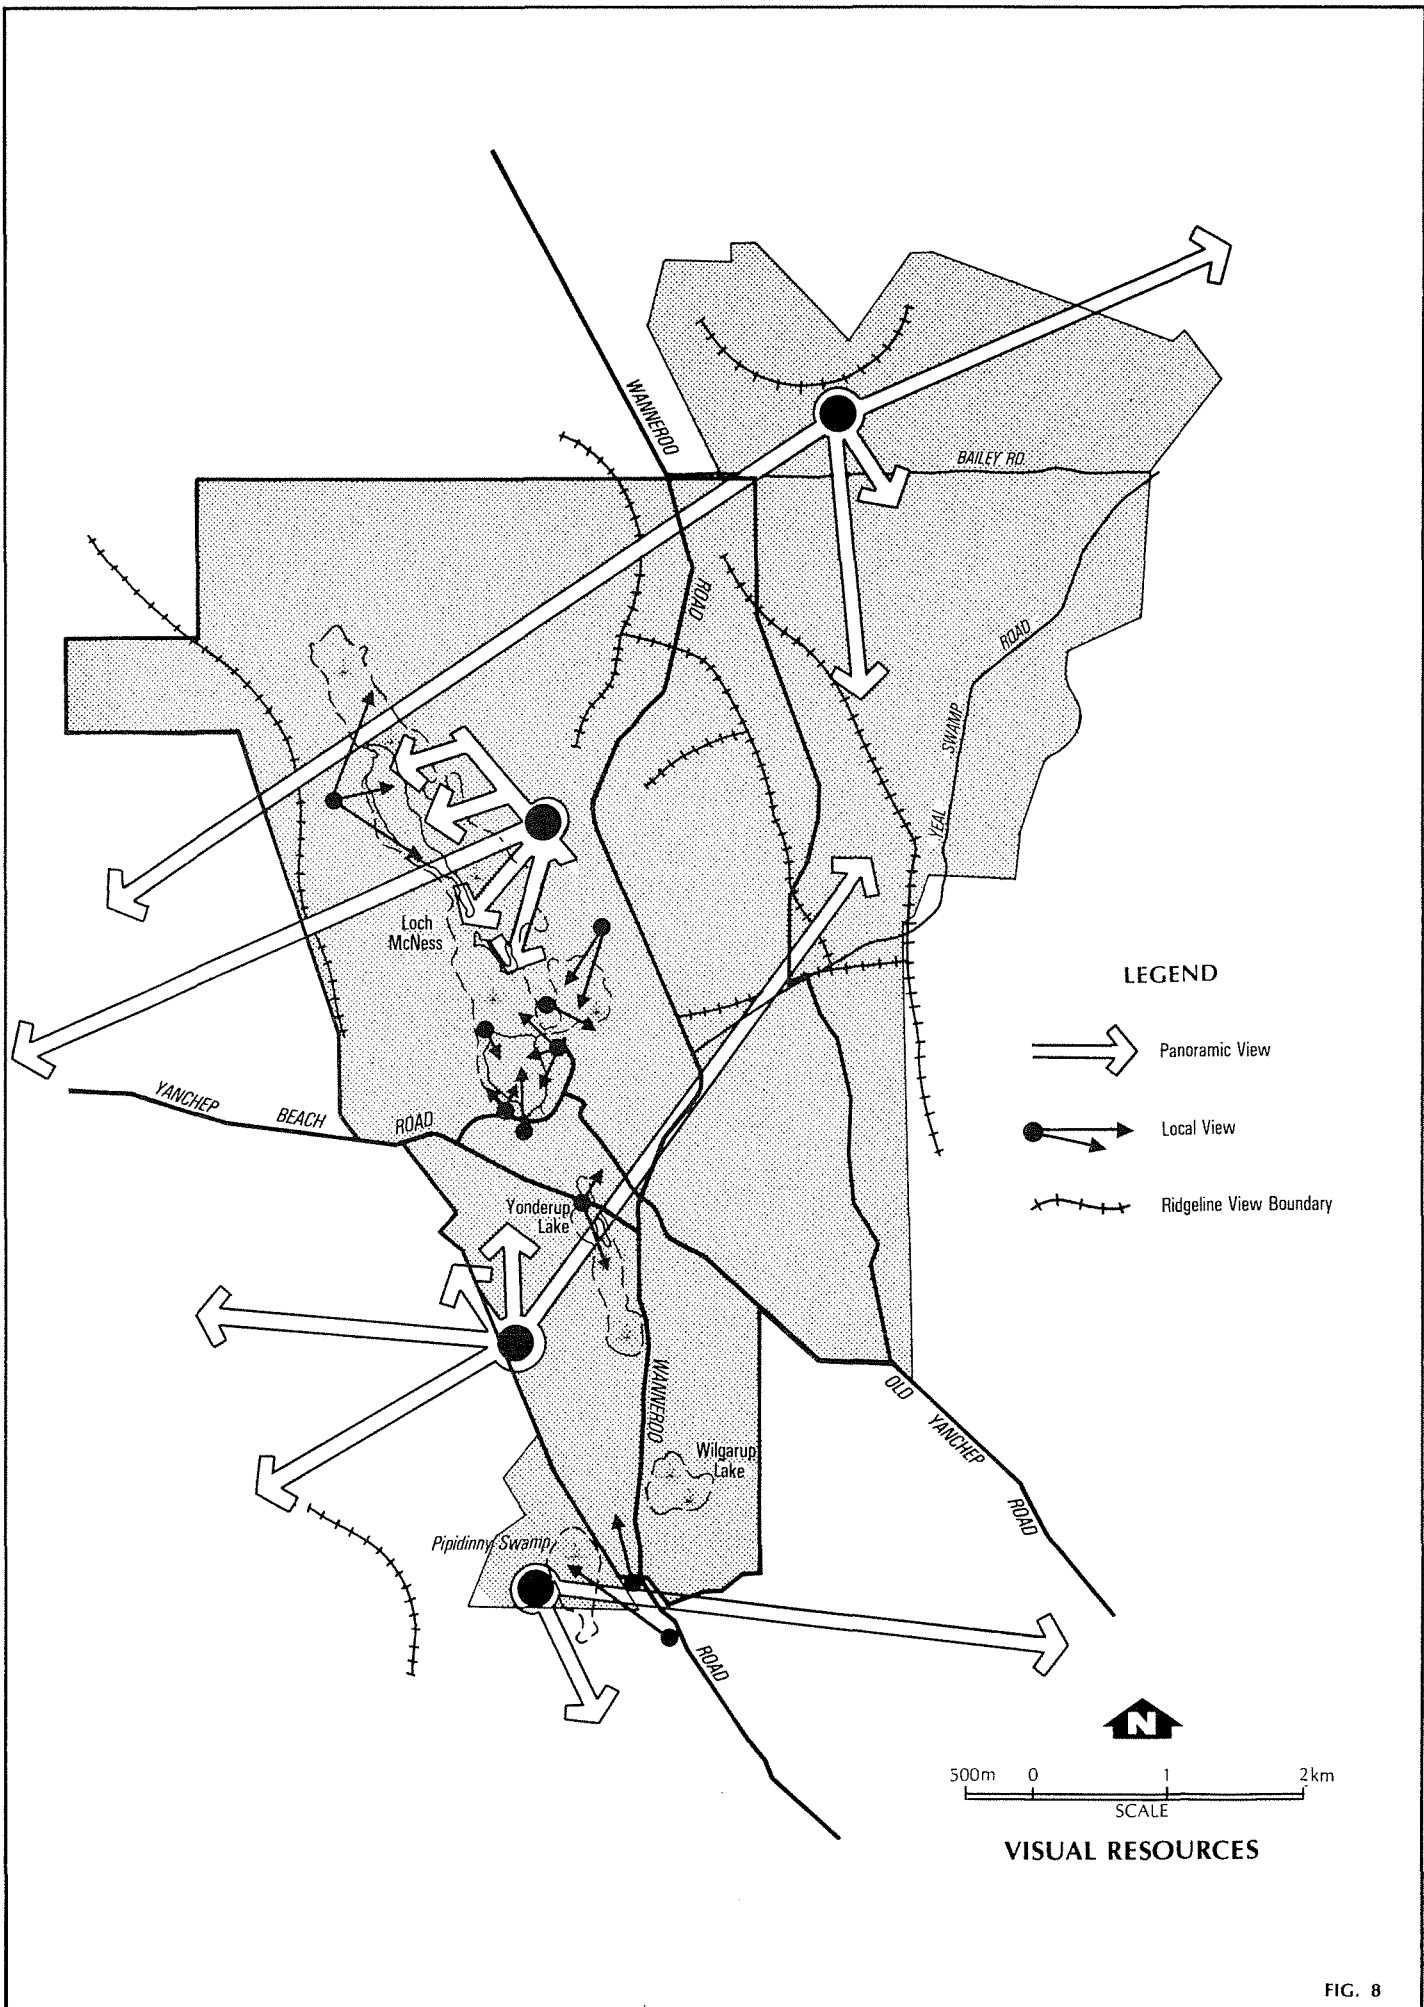 WANNEROO
BAILEY RD.
ROAD
ROAD
SWAMP
YEAL
Loch
McNess
LEGEND
Panoramic View
YANCHEP
BEACH
ROAD
Local View
Yonderup
Lake
Ridgeline View Boundary
WANNEROO
OLD
YANCHEP
ROAD
Wilgarup
Lake
Pipidinny Swamp
ROAD
N
500m 0 1 2km
SCALE
VISUAL RESOURCES
FIG. 8